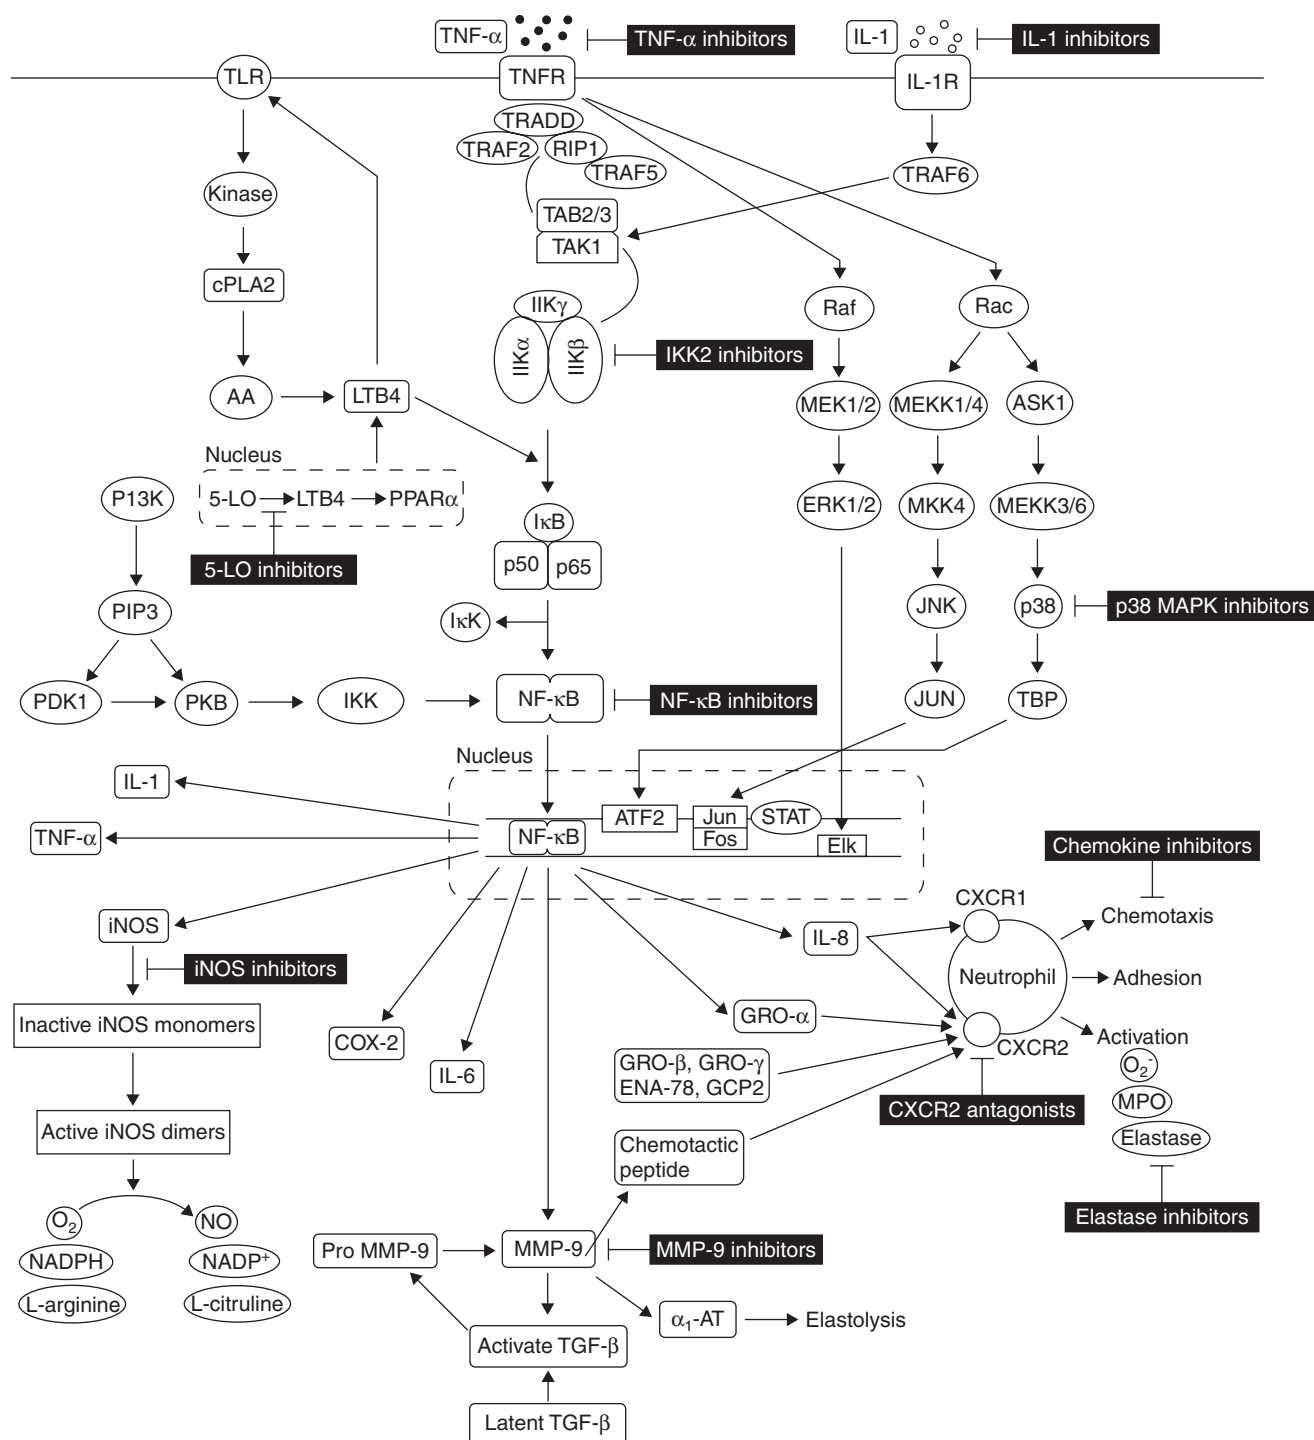 TNF-α
TNF-α inhibitors
IL-1
IL-1 inhibitors
TLR
TNFR
IL-1R
TRADD
TRAF2
RIP1
TRAF5
TRAF6
Kinase
TAB2/3
TAK1
cPLA2
IIKγ
IIKα
IIKβ
IKK2 inhibitors
Raf
Rac
AA
LTB4
MEK1/2
MEKK1/4
ASK1
Nucleus
5-LO
LTB4
PPARα
P13K
5-LO inhibitors
IκB
p50
p65
ERK1/2
MKK4
MEKK3/6
PIP3
IκK
JNK
p38
p38 MAPK inhibitors
PDK1
PKB
IKK
NF-κB
NF-κB inhibitors
JUN
TBP
Nucleus
IL-1
TNF-α
NF-κB
ATF2
Jun
Fos
STAT
Elk
Chemokine inhibitors
iNOS
iNOS inhibitors
IL-8
CXCR1
Chemotaxis
Neutrophil
Adhesion
Inactive iNOS monomers
COX-2
IL-6
GRO-α
CXCR2
Activation
GRO-β, GRO-γ
ENA-78, GCP2
O2-
MPO
Elastase
CXCR2 antagonists
Active iNOS dimers
Chemotactic
peptide
Elastase inhibitors
O2
NO
NADPH
NADP+
L-arginine
L-citruline
Pro MMP-9
MMP-9
MMP-9 inhibitors
α1-AT
Elastolysis
Activate TGF-β
Latent TGF-β